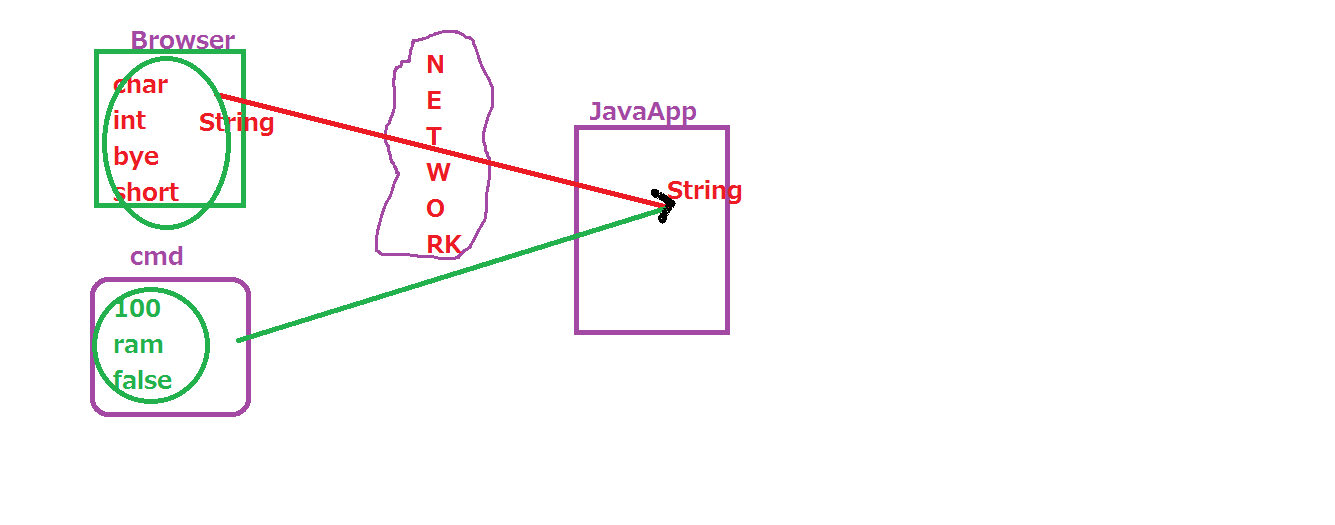 Browser
char
int
String
bye
short
cmd
100
ram
false
N
E
T
W
O
RK
JavaApp
String